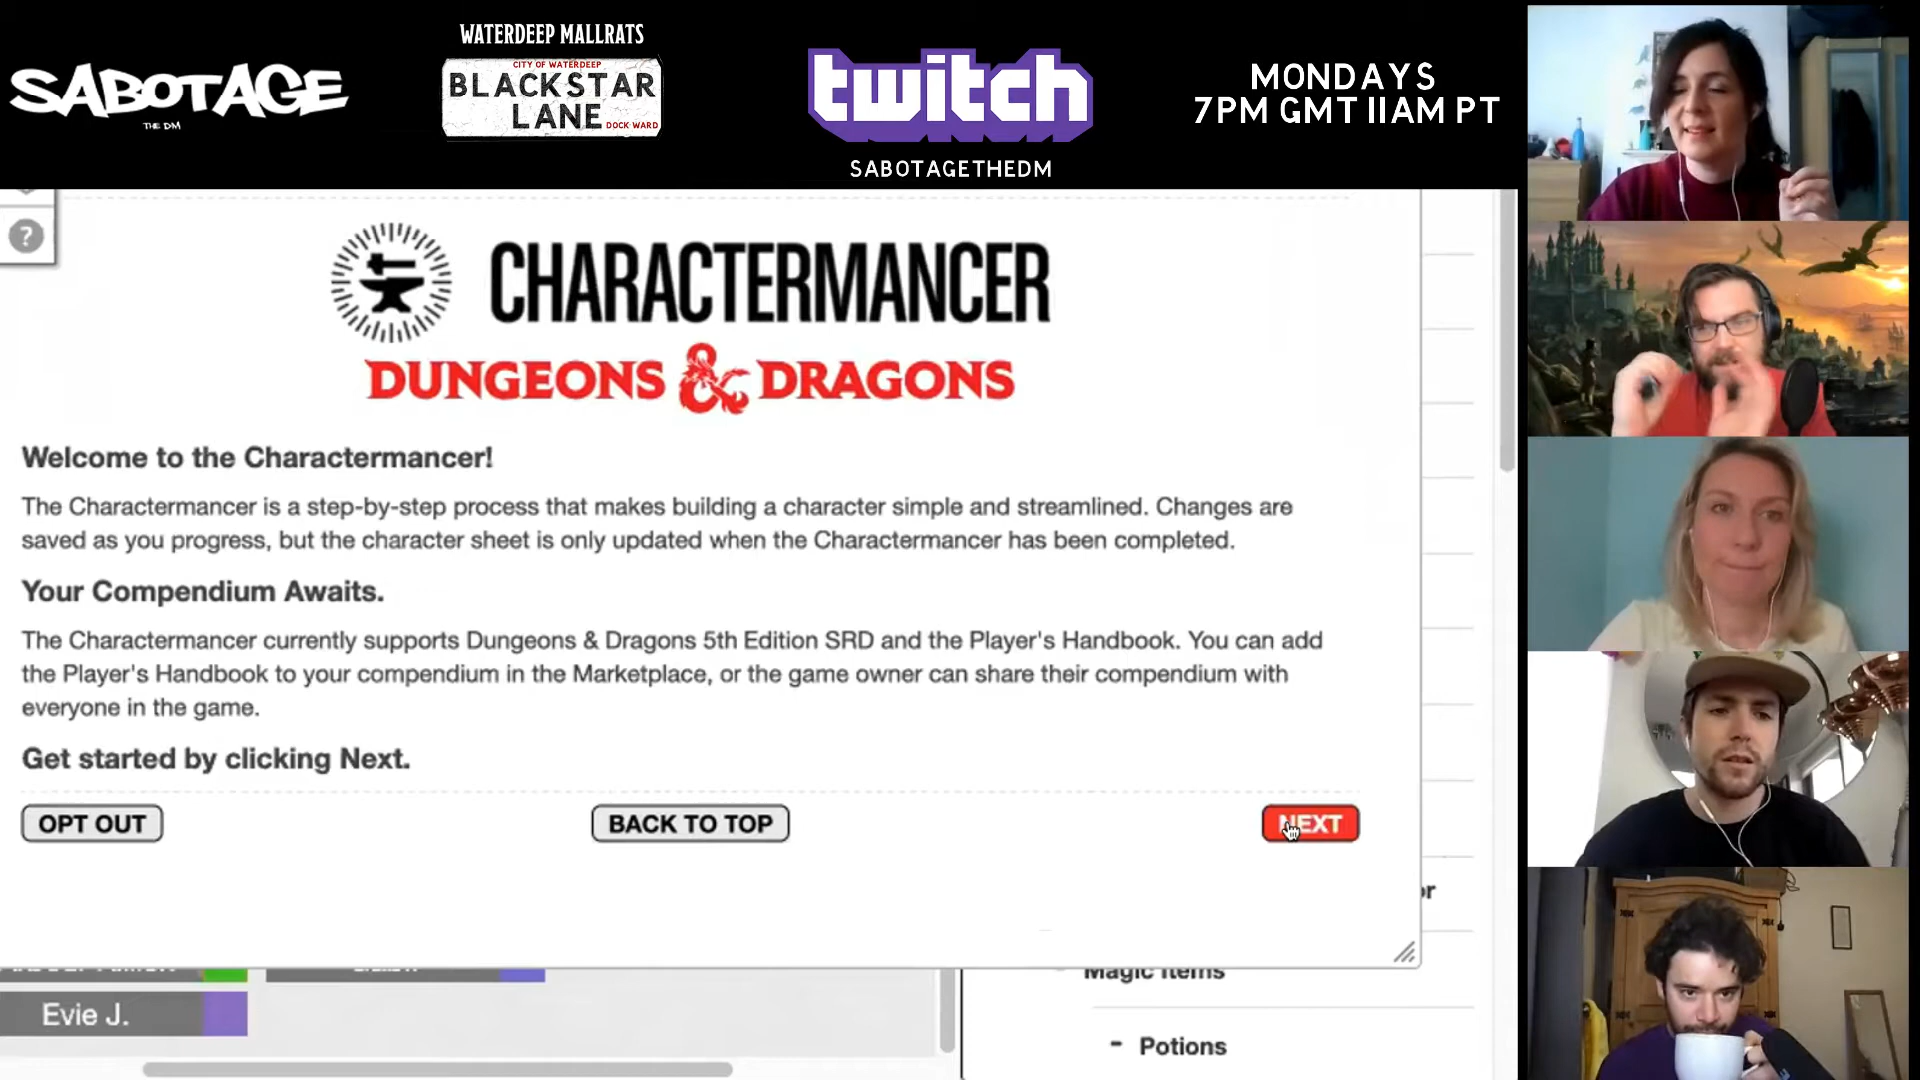 SABOTAGE
THE DM
WATERDEEP MALLRATS
CITY OF WATERDEEP
BLACKSTAR
LANE
DOCK WARD
twitch
SABOTAGETHEDM
MONDAYS
7PM GMT 11AM PT
?
CHARACTERMANCER
DUNGEONS & DRAGONS
Welcome to the Charactermancer!
The Charactermancer is a step-by-step process that makes building a character simple and streamlined. Changes are
saved as you progress, but the character sheet is only updated when the Charactermancer has been completed.
Your Compendium Awaits.
The Charactermancer currently supports Dungeons & Dragons 5th Edition SRD and the Player's Handbook. You can add
the Player's Handbook to your compendium in the Marketplace, or the game owner can share their compendium with
everyone in the game.
Get started by clicking Next.
OPT OUT
BACK TO TOP
NEXT
or
Magic Items
Evie J.
- Potions